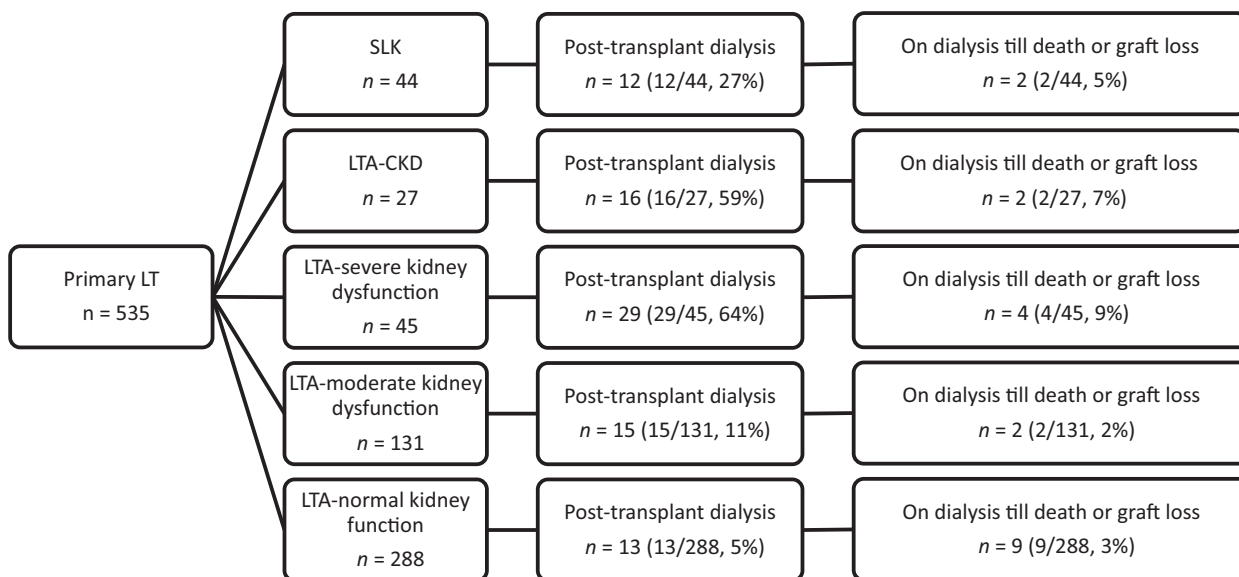 SLK
n = 44
Post-transplant dialysis
n = 12 (12/44, 27%)
On dialysis till death or graft loss
n = 2 (2/44, 5%)
LTA-CKD
n = 27
Post-transplant dialysis
n = 16 (16/27, 59%)
On dialysis till death or graft loss
n = 2 (2/27, 7%)
Primary LT
n = 535
LTA-severe kidney
dysfunction
n = 45
Post-transplant dialysis
n = 29 (29/45, 64%)
On dialysis till death or graft loss
n = 4 (4/45, 9%)
LTA-moderate kidney
dysfunction
n = 131
Post-transplant dialysis
n = 15 (15/131, 11%)
On dialysis till death or graft loss
n = 2 (2/131, 2%)
LTA-normal kidney
function
n = 288
Post-transplant dialysis
n = 13 (13/288, 5%)
On dialysis till death or graft loss
n = 9 (9/288, 3%)